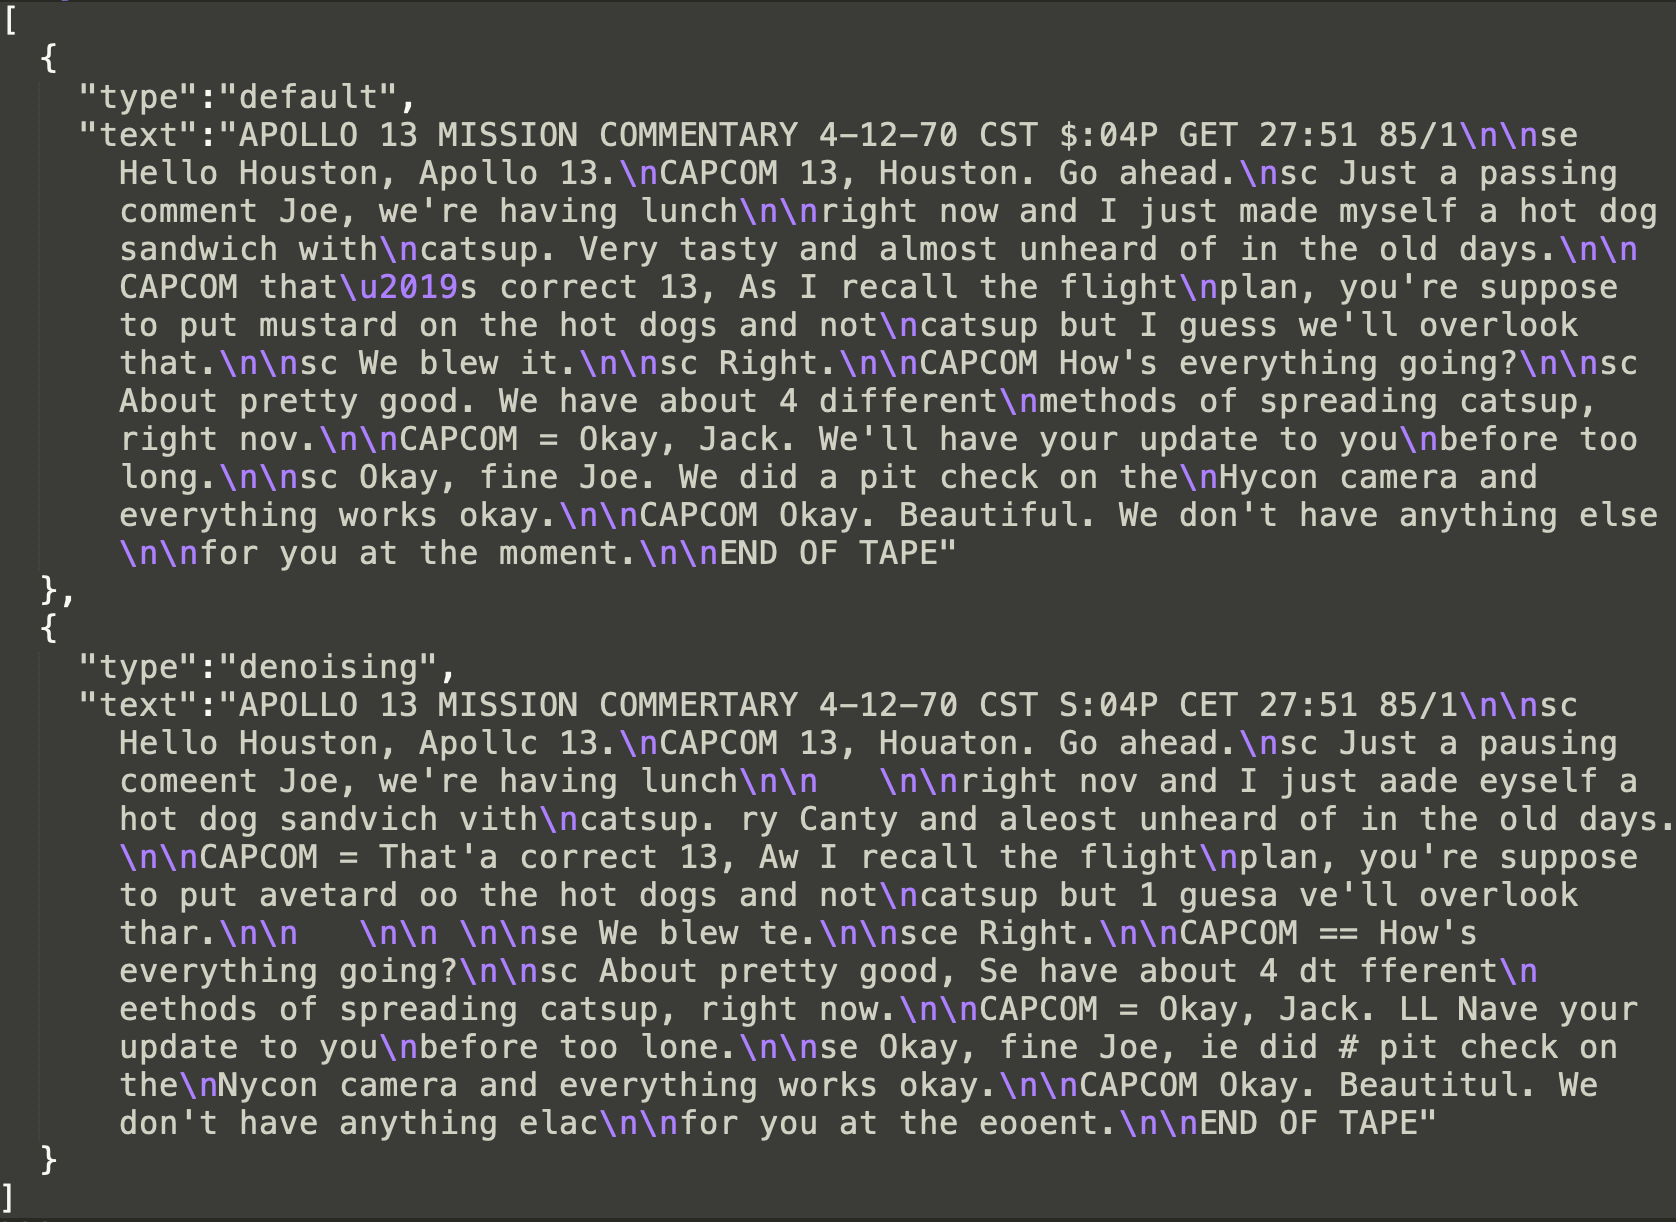 [
{
"type":"default",
"text":"APOLLO 13 MISSION COMMENTARY 4-12-70 CST $:04P GET 27:51 85/1\n\nse
Hello Houston, Apollo 13.\nCAPCOM 13, Houston. Go ahead.\nsc Just a passing
comment Joe, we're having lunch\n\nright now and I just made myself a hot dog
sandwich with\ncatsup. Very tasty and almost unheard of in the old days.\n\n
CAPCOM that\u2019s correct 13, As I recall the flight\nplan, you're suppose
to put mustard on the hot dogs and not\ncatsup but I guess we'll overlook
that.\n\nsc We blew it.\n\nsc Right.\n\nCAPCOM How's everything going?\n\nsc
About pretty good. We have about 4 different\nmethods of spreading catsup,
right nov.\n\nCAPCOM = Okay, Jack. We'll have your update to you\nbefore too
long.\n\nsc Okay, fine Joe. We did a pit check on the\nHycon camera and
everything works okay.\n\nCAPCOM Okay. Beautiful. We don't have anything else
\n\nfor you at the moment.\n\nEND OF TAPE"
},
{
"type":"denoising",
"text":"APOLLO 13 MISSION COMMERTARY 4-12-70 CST S:04P CET 27:51 85/1\n\nsc
Hello Houston, Apollc 13.\nCAPCOM 13, Houaton. Go ahead.\nsc Just a pausing
comeent Joe, we're having lunch\n\n   \n\nright nov and I just aade eyself a
hot dog sandvich vith\ncatsup. ry Canty and aleost unheard of in the old days.
\n\nCAPCOM = That'a correct 13, Aw I recall the flight\nplan, you're suppose
to put avetard oo the hot dogs and not\ncatsup but 1 guesa ve'll overlook
thar.\n\n   \n\n \n\nse We blew te.\n\nsce Right.\n\nCAPCOM == How's
everything going?\n\nsc About pretty good, Se have about 4 dt fferent\n
eethods of spreading catsup, right now.\n\nCAPCOM = Okay, Jack. LL Nave your
update to you\nbefore too lone.\n\nse Okay, fine Joe, ie did # pit check on
the\nNycon camera and everything works okay.\n\nCAPCOM Okay. Beautitul. We
don't have anything elac\n\nfor you at the eooent.\n\nEND OF TAPE"
}
]